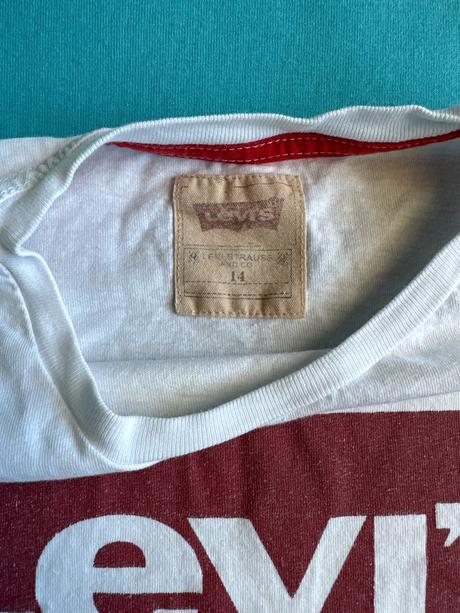 Levi's
LEVI STRAUSS
AND CO
14
Levi'